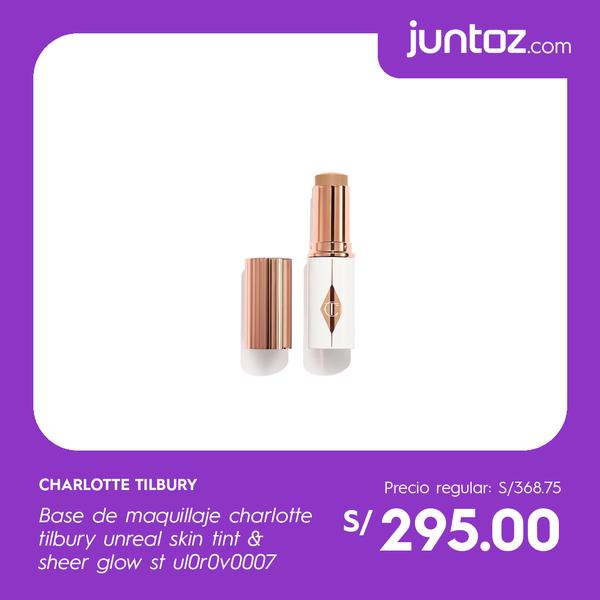 juntoz.com
CT
CHARLOTTE TILBURY
Base de maquillaje charlotte
tilbury unreal skin tint &
sheer glow st ul0r0v0007
Precio regular: S/368.75
S/ 295.00